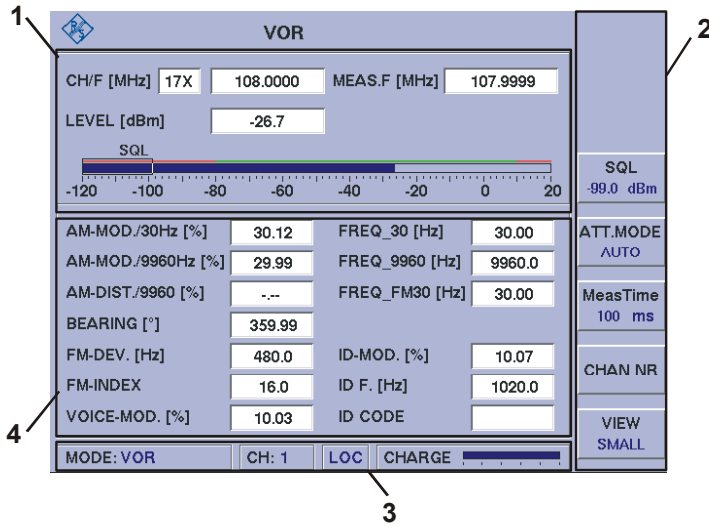 1
2
VOR
CH/F [MHz] 17X 108.0000 MEAS.F [MHz] 107.9999
LEVEL [dBm] -26.7
SQL
-120 -100 -80 -60 -40 -20 0 20
AM-MOD./30Hz [%] 30.12 FREQ_30 [Hz] 30.00
AM-MOD./9960Hz [%] 29.99 FREQ_9960 [Hz] 9960.0
AM-DIST./9960 [%] -.-- FREQ_FM30 [Hz] 30.00
BEARING [°] 359.99
FM-DEV. [Hz] 480.0 ID-MOD. [%] 10.07
FM-INDEX 16.0 ID F. [Hz] 1020.0
VOICE-MOD. [%] 10.03 ID CODE
MODE: VOR CH: 1 LOC CHARGE
SQL
-99.0 dBm
ATT.MODE
AUTO
MeasTime
100 ms
CHAN NR
VIEW
SMALL
4
3